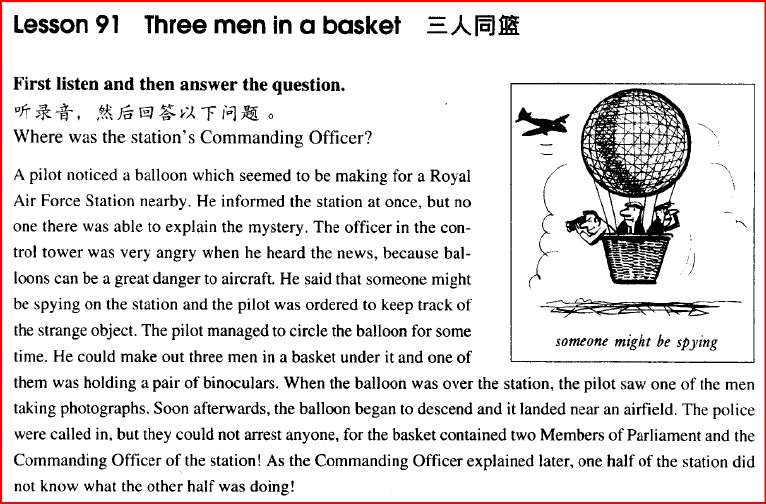 Lesson 91 Three men in a basket 三人同篮
First listen and then answer the question.
听录音，然后回答以下问题。
Where was the station's Commanding Officer?
A pilot noticed a balloon which seemed to be making for a Royal
Air Force Station nearby. He informed the station at once, but no
one there was able to explain the mystery. The officer in the con-
trol tower was very angry when he heard the news, because bal-
loons can be a great danger to aircraft. He said that someone might
be spying on the station and the pilot was ordered to keep track of
the strange object. The pilot managed to circle the balloon for some
time. He could make out three men in a basket under it and one of
them was holding a pair of binoculars. When the balloon was over the station, the pilot saw one of the men
taking photographs. Soon afterwards, the balloon began to descend and it landed near an airfield. The police
were called in, but they could not arrest anyone, for the basket contained two Members of Parliament and the
Commanding Officer of the station! As the Commanding Officer explained later, one half of the station did
not know what the other half was doing!
someone might be spying